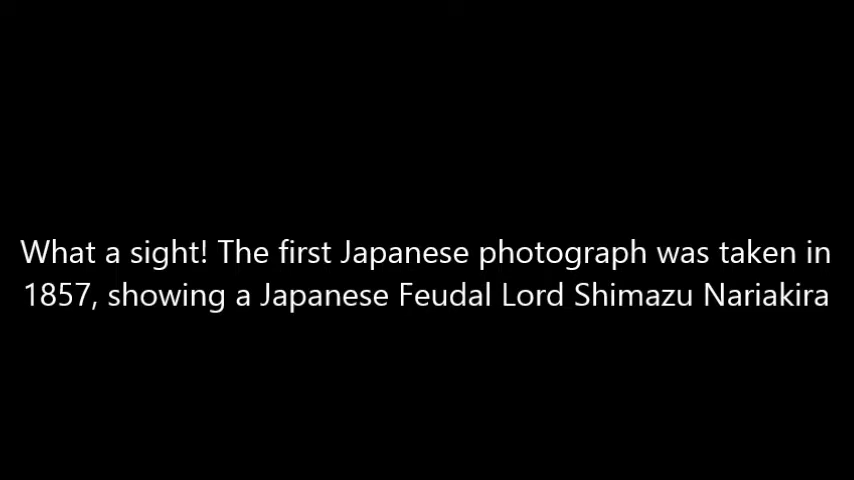 What a sight! The first Japanese photograph was taken in
1857, showing a Japanese Feudal Lord Shimazu Nariakira